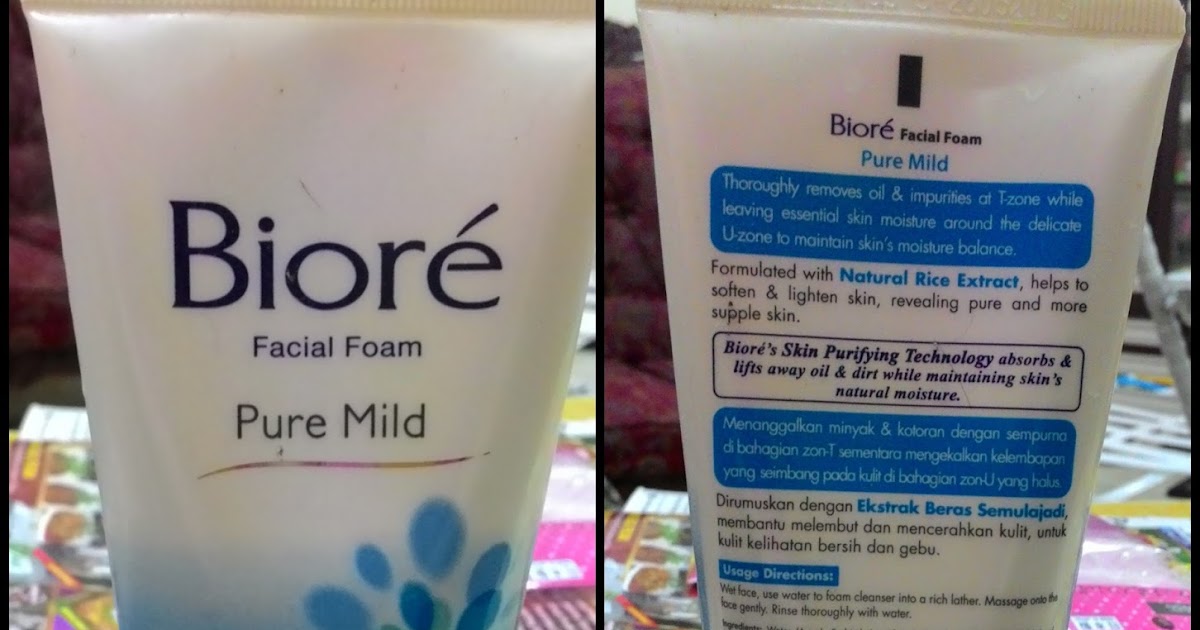 Bioré
Facial Foam
Pure Mild
Bioré Facial Foam
Pure Mild
Thoroughly removes oil & impurities at T-zone while
leaving essential skin moisture around the delicate
U-zone to maintain skin's moisture balance.
Formulated with Natural Rice Extract, helps to
soften & lighten skin, revealing pure and more
supple skin.
Bioré's Skin Purifying Technology absorbs &
lifts away oil & dirt while maintaining skin's
natural moisture.
Menanggalkan minyak & kotoran dengan sempurna
di bahagian zon-T sementara mengekalkan kelembapan
yang seimbang pada kulit di bahagian zon-U yang halus.
Dirumuskan dengan Ekstrak Beras Semulajadi,
membantu melembut dan mencerahkan kulit, untuk
kulit kelihatan bersih dan gebu.
Usage Directions:
Wet face, use water to foam cleanser into a rich lather. Massage onto the
face gently. Rinse thoroughly with water.
Ingredients: Water,